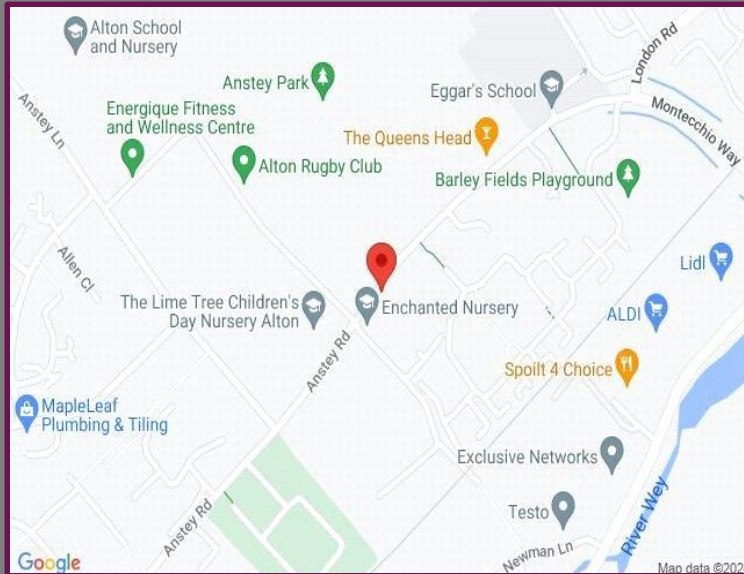 Alton School
and Nursery
London Rd
Anstey Park
Eggar's School
Anstey Ln
Energique Fitness
and Wellness Centre
Montecchio Way
The Queens Head
Alton Rugby Club
Barley Fields Playground
Allen Cl
Lidl
The Lime Tree Children's
Day Nursery Alton
Enchanted Nursery
ALDI
Anstey Rd
Spoilt 4 Choice
MapleLeaf
Plumbing & Tiling
Exclusive Networks
Testo
River Wey
Anstey Rd
Newman Ln
Google
Map data ©202